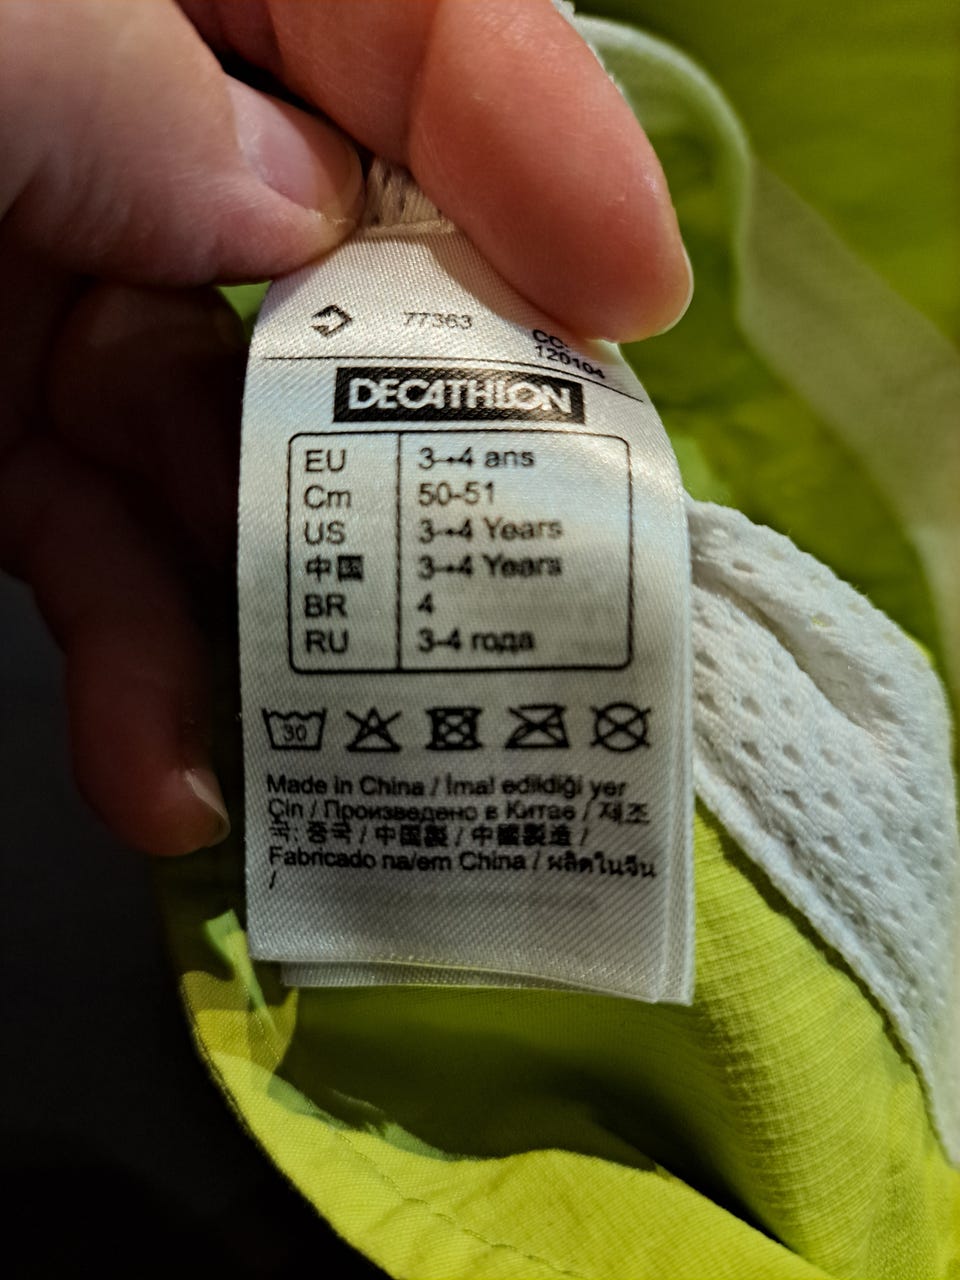 77363
120104
DECATHLON
EU 3→4 ans
Cm 50-51
US 3→4 Years
中国 3→4 Years
BR 4
RU 3-4 года
30
Made in China / İmal edildiği yer
Çin / Произведено в Китае / 제조
국: 중국 / 中国製 / 中國製造 /
Fabricado na/em China / ผลิตในจีน
/